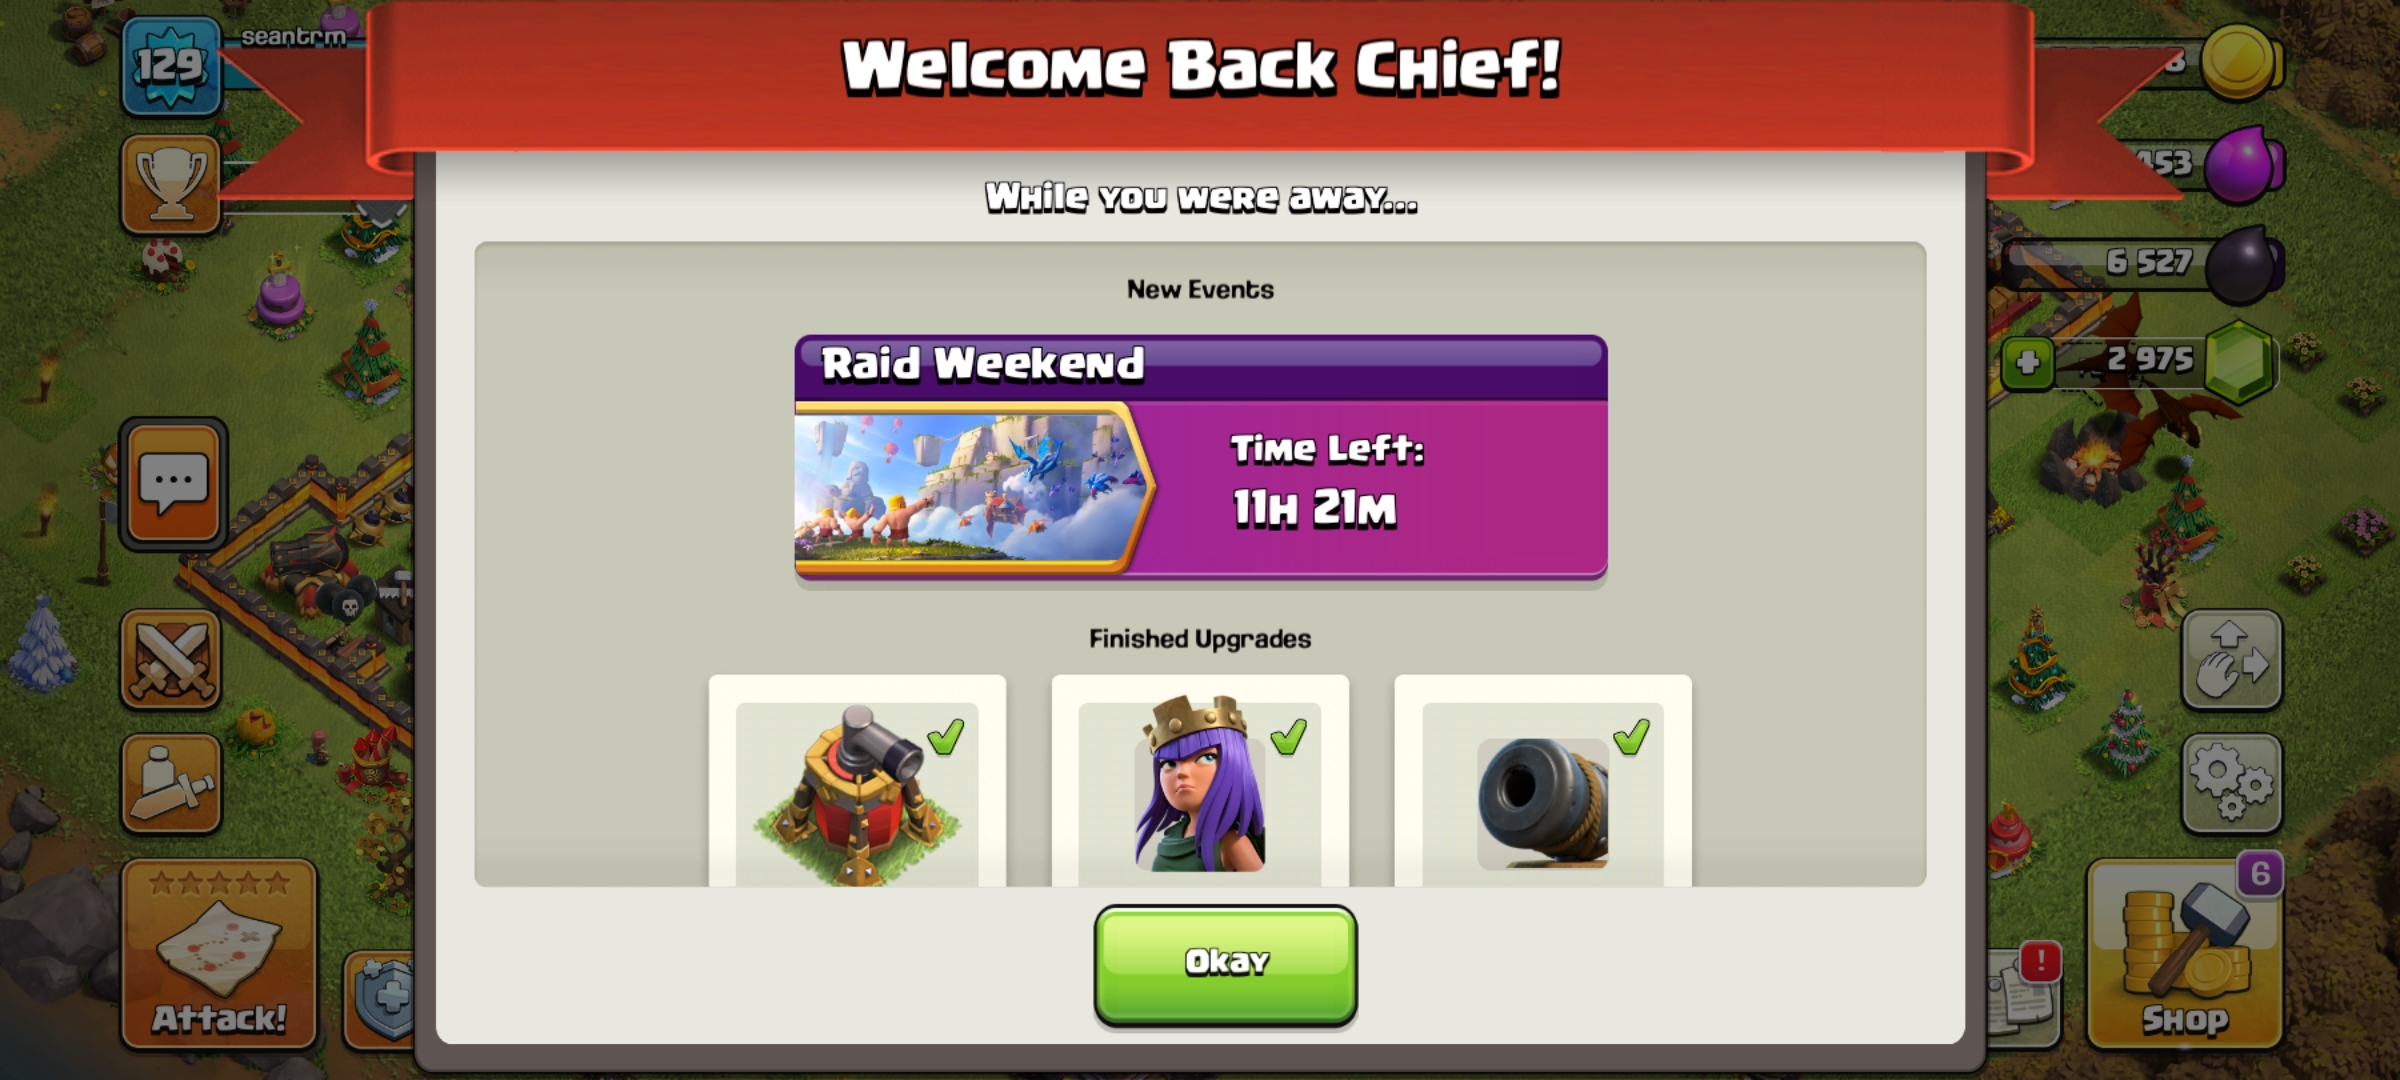 129
seantrm
Welcome Back Chief!
While you were away...
New Events
Raid Weekend
Time Left:
11H 21M
Finished Upgrades
Okay
6 527
2 975
Attack!
6
!
Shop